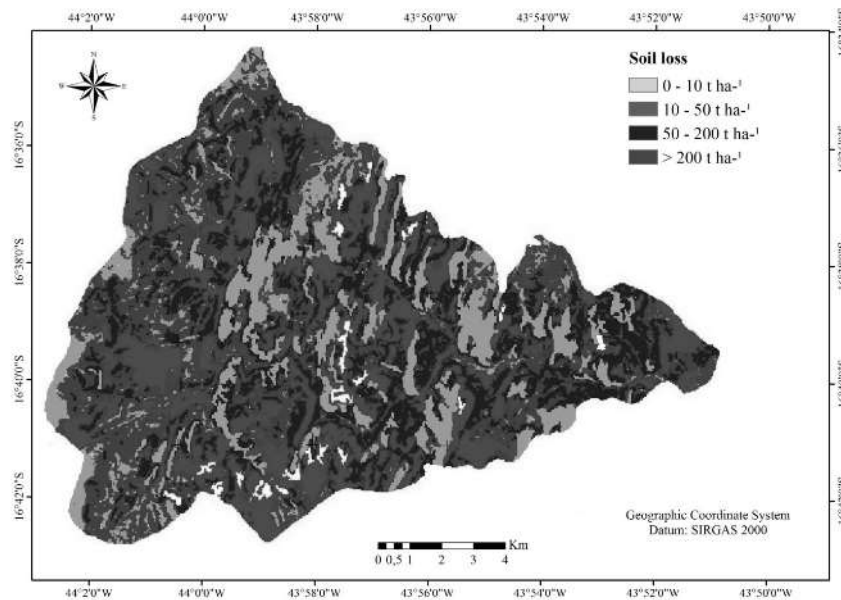 44°2'0"W 44°0'0"W 43°58'0"W 43°56'0"W 43°54'0"W 43°52'0"W 43°50'0"W
N
W E
S
Soil loss
0 - 10 t ha-¹
10 - 50 t ha-¹
50 - 200 t ha-¹
> 200 t ha-¹
16°36'0"S
16°38'0"S
16°40'0"S
16°42'0"S
Geographic Coordinate System
Datum: SIRGAS 2000
Km
0 0,5 1 2 3 4
44°2'0"W 44°0'0"W 43°58'0"W 43°56'0"W 43°54'0"W 43°52'0"W 43°50'0"W